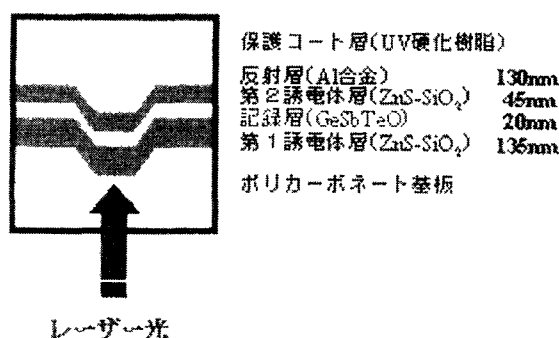 保護コート層(UV硬化樹脂)
反射層(Al合金) 130nm
第2誘電体層(ZnS-SiO₂) 45nm
記録層(GeSbTeO) 20nm
第1誘電体層(ZnS-SiO₂) 135nm
ポリカーボネート基板
レーザー光